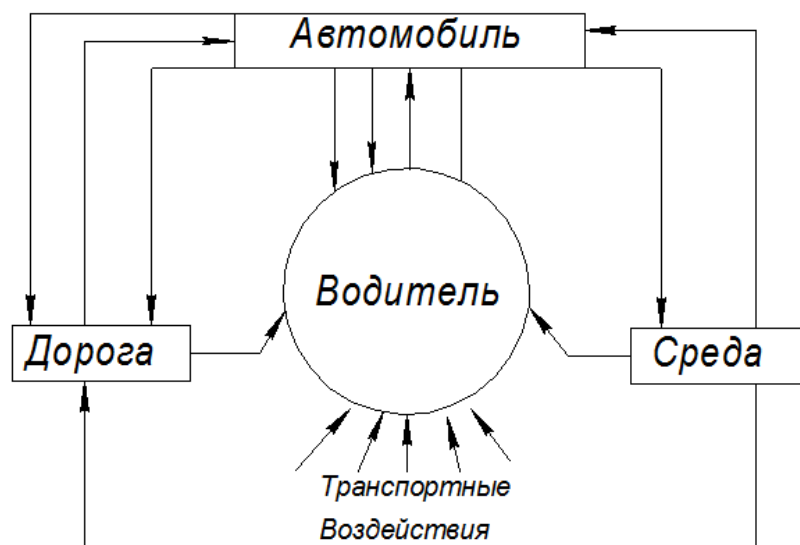 Автомобиль
Водитель
Дорога
Среда
Транспортные
Воздействия